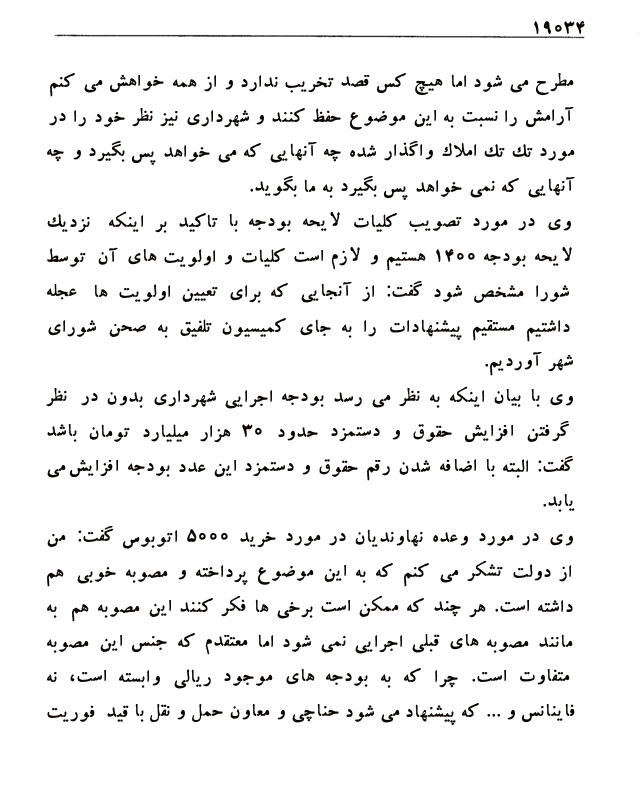 ۱۹۰۳۴
مطرح می شود اما هیچ کس قصد تخریب ندارد و از همه خواهش می کنم
آرامش را نسبت به این موضوع حفظ کنند و شهرداری نیز نظر خود را در
مورد تك تك املاك واگذار شده چه آنهایی که می خواهد پس بگیرد و چه
آنهایی که نمی خواهد پس بگیرد به ما بگوید.
وی در مورد تصویب کلیات لایحه بودجه با تاکید بر اینکه نزدیك
لایحه بودجه ۱۴۰۰ هستیم و لازم است کلیات و اولویت های آن توسط
شورا مشخص شود گفت: از آنجایی که برای تعیین اولویت ها عجله
داشتیم مستقیم پیشنهادات را به جای کمیسیون تلفیق به صحن شورای
شهر آوردیم.
وی با بیان اینکه به نظر می رسد بودجه اجرایی شهرداری بدون در نظر
گرفتن افزایش حقوق و دستمزد حدود ۳۰ هزار میلیارد تومان باشد
گفت: البته با اضافه شدن رقم حقوق و دستمزد این عدد بودجه افزایش می
یابد.
وی در مورد وعده نهاوندیان در مورد خرید ۵۰۰۰ اتوبوس گفت: من
از دولت تشکر می کنم که به این موضوع پرداخته و مصوبه خوبی هم
داشته است. هر چند که ممکن است برخی ها فکر کنند این مصوبه هم به
مانند مصوبه های قبلی اجرایی نمی شود اما معتقدم که جنس این مصوبه
متفاوت است. چرا که به بودجه های موجود ریالی وابسته است، نه
فاینانس و ... که پیشنهاد می شود حناچی و معاون حمل و نقل با قید فوریت